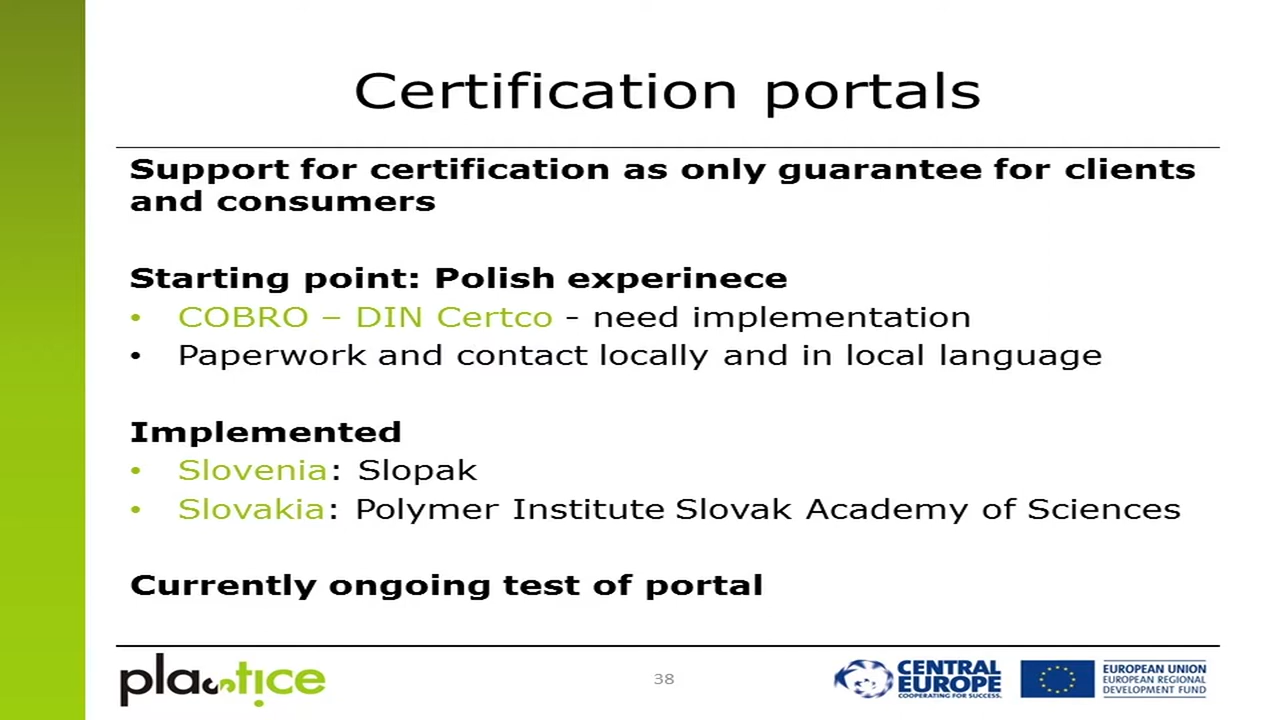 Certification portals
Support for certification as only guarantee for clients
and consumers
Starting point: Polish experinece
• COBRO – DIN Certco - need implementation
• Paperwork and contact locally and in local language
Implemented
• Slovenia: Slopak
• Slovakia: Polymer Institute Slovak Academy of Sciences
Currently ongoing test of portal
plastice
38
CENTRAL
EUROPE
COOPERATING FOR SUCCESS.
EUROPEAN UNION
EUROPEAN REGIONAL
DEVELOPMENT FUND